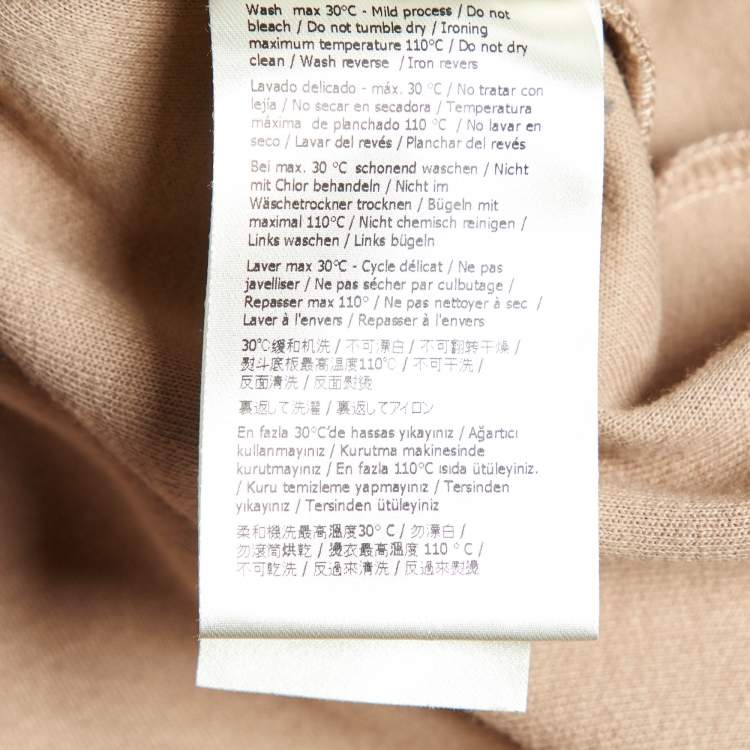 Wash max 30°C - Mild process / Do not
bleach / Do not tumble dry / Ironing
maximum temperature 110°C / Do not dry
clean / Wash reverse / Iron revers
Lavado delicado - máx. 30 °C / No tratar con
lejía / No secar en secadora / Temperatura
máxima de planchado 110 °C / No lavar en
seco / Lavar del revés / Planchar del revés
Bei max. 30 °C schonend waschen / Nicht
mit Chlor behandeln / Nicht im
Wäschetrockner trocknen / Bügeln mit
maximal 110°C / Nicht chemisch reinigen /
Links waschen / Links bügeln
Laver max 30°C - Cycle délicat / Ne pas
javelliser / Ne pas sécher par culbutage /
Repasser max 110° / Ne pas nettoyer à sec /
Laver à l'envers / Repasser à l'envers
30℃缓和机洗 / 不可漂白 / 不可翻转干燥 /
熨斗底板最高温度110℃ / 不可干洗 /
反面清洗 / 反面熨烫
裏返して洗濯 / 裏返してアイロン
En fazla 30°C'de hassas yıkayınız / Ağartıcı
kullanmayınız / Kurutma makinesinde
kurutmayınız / En fazla 110°C ısıda ütüleyiniz.
/ Kuru temizleme yapmayınız / Tersinden
yıkayınız / Tersinden ütüleyiniz
柔和機洗最高溫度30° C / 勿漂白 /
勿滾筒烘乾 / 燙衣最高溫度 110 ° C /
不可乾洗 / 反過來清洗 / 反過來熨燙